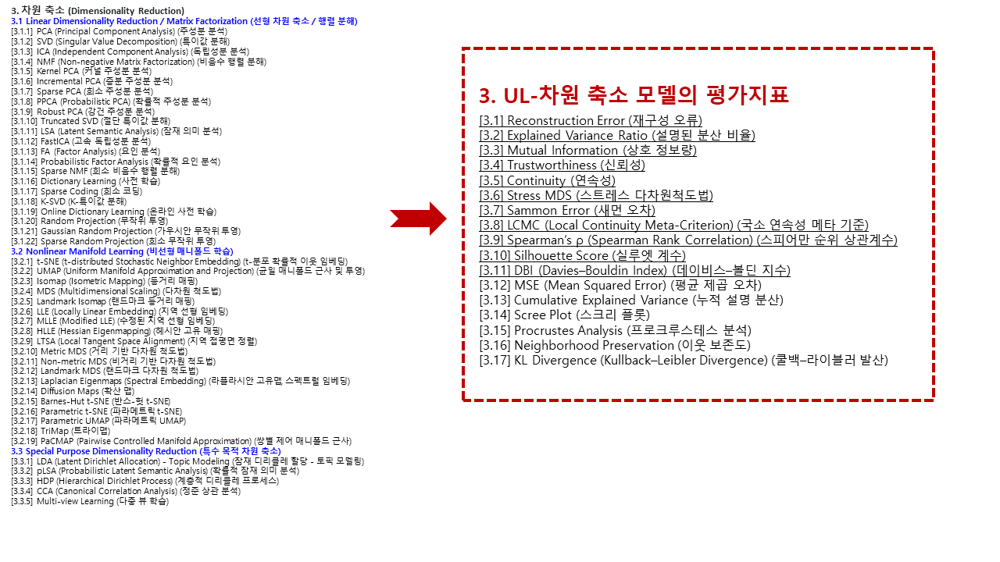 3. 차원 축소 (Dimensionality Reduction)
3.1 Linear Dimensionality Reduction / Matrix Factorization (선형 차원 축소 / 행렬 분해)
[3.1.1] PCA (Principal Component Analysis) (주성분 분석)
[3.1.2] SVD (Singular Value Decomposition) (특이값 분해)
[3.1.3] ICA (Independent Component Analysis) (독립성분 분석)
[3.1.4] NMF (Non-negative Matrix Factorization) (비음수 행렬 분해)
[3.1.5] Kernel PCA (커널 주성분 분석)
[3.1.6] Incremental PCA (증분 주성분 분석)
[3.1.7] Sparse PCA (희소 주성분 분석)
[3.1.8] PPCA (Probabilistic PCA) (확률적 주성분 분석)
[3.1.9] Robust PCA (강건 주성분 분석)
[3.1.10] Truncated SVD (절단 특이값 분해)
[3.1.11] LSA (Latent Semantic Analysis) (잠재 의미 분석)
[3.1.12] FastICA (고속 독립성분 분석)
[3.1.13] FA (Factor Analysis) (요인 분석)
[3.1.14] Probabilistic Factor Analysis (확률적 요인 분석)
[3.1.15] Sparse NMF (희소 비음수 행렬 분해)
[3.1.16] Dictionary Learning (사전 학습)
[3.1.17] Sparse Coding (희소 코딩)
[3.1.18] K-SVD (K-특이값 분해)
[3.1.19] Online Dictionary Learning (온라인 사전 학습)
[3.1.20] Random Projection (무작위 투영)
[3.1.21] Gaussian Random Projection (가우시안 무작위 투영)
[3.1.22] Sparse Random Projection (희소 무작위 투영)
3.2 Nonlinear Manifold Learning (비선형 매니폴드 학습)
[3.2.1] t-SNE (t-distributed Stochastic Neighbor Embedding) (t-분포 확률적 이웃 임베딩)
[3.2.2] UMAP (Uniform Manifold Approximation and Projection) (균일 매니폴드 근사 및 투영)
[3.2.3] Isomap (Isometric Mapping) (등거리 매핑)
[3.2.4] MDS (Multidimensional Scaling) (다차원 척도법)
[3.2.5] Landmark Isomap (랜드마크 등거리 매핑)
[3.2.6] LLE (Locally Linear Embedding) (지역 선형 임베딩)
[3.2.7] MLLE (Modified LLE) (수정된 지역 선형 임베딩)
[3.2.8] HLLE (Hessian Eigenmapping) (헤시안 고유 매핑)
[3.2.9] LTSA (Local Tangent Space Alignment) (지역 접평면 정렬)
[3.2.10] Metric MDS (거리 기반 다차원 척도법)
[3.2.11] Non-metric MDS (비거리 기반 다차원 척도법)
[3.2.12] Landmark MDS (랜드마크 다차원 척도법)
[3.2.13] Laplacian Eigenmaps (Spectral Embedding) (라플라시안 고유맵, 스펙트럴 임베딩)
[3.2.14] Diffusion Maps (확산 맵)
[3.2.15] Barnes-Hut t-SNE (반스-헛 t-SNE)
[3.2.16] Parametric t-SNE (파라메트릭 t-SNE)
[3.2.17] Parametric UMAP (파라메트릭 UMAP)
[3.2.18] TriMap (트라이맵)
[3.2.19] PaCMAP (Pairwise Controlled Manifold Approximation) (쌍별 제어 매니폴드 근사)
3.3 Special Purpose Dimensionality Reduction (특수 목적 차원 축소)
[3.3.1] LDA (Latent Dirichlet Allocation) - Topic Modeling (잠재 디리클레 할당 - 토픽 모델링)
[3.3.2] pLSA (Probabilistic Latent Semantic Analysis) (확률적 잠재 의미 분석)
[3.3.3] HDP (Hierarchical Dirichlet Process) (계층적 디리클레 프로세스)
[3.3.4] CCA (Canonical Correlation Analysis) (정준 상관 분석)
[3.3.5] Multi-view Learning (다중 뷰 학습)
3. UL-차원 축소 모델의 평가지표
[3.1] Reconstruction Error (재구성 오류)
[3.2] Explained Variance Ratio (설명된 분산 비율)
[3.3] Mutual Information (상호 정보량)
[3.4] Trustworthiness (신뢰성)
[3.5] Continuity (연속성)
[3.6] Stress MDS (스트레스 다차원척도법)
[3.7] Sammon Error (새먼 오차)
[3.8] LCMC (Local Continuity Meta-Criterion) (국소 연속성 메타 기준)
[3.9] Spearman’s ρ (Spearman Rank Correlation) (스피어만 순위 상관계수)
[3.10] Silhouette Score (실루엣 계수)
[3.11] DBI (Davies–Bouldin Index) (데이비스–볼딘 지수)
[3.12] MSE (Mean Squared Error) (평균 제곱 오차)
[3.13] Cumulative Explained Variance (누적 설명 분산)
[3.14] Scree Plot (스크리 플롯)
[3.15] Procrustes Analysis (프로크루스테스 분석)
[3.16] Neighborhood Preservation (이웃 보존도)
[3.17] KL Divergence (Kullback–Leibler Divergence) (쿨백–라이블러 발산)